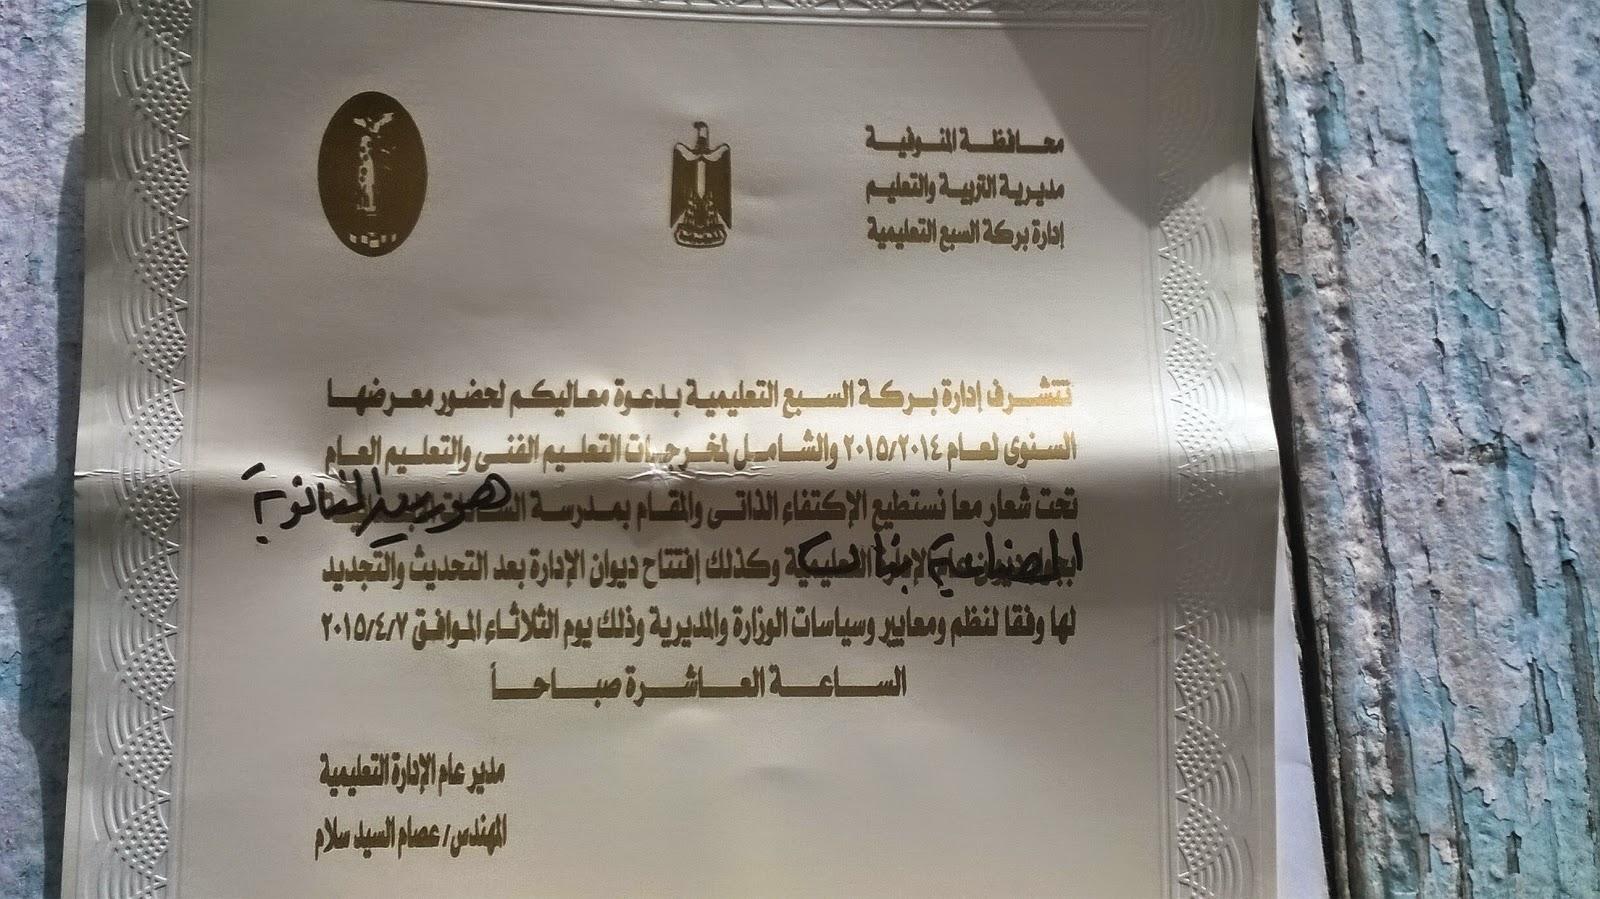 محافظة المنوفية
مديرية التربية والتعليم
إدارة بركة السبع التعليمية
تتشرف إدارة بركة السبع التعليمية بدعوة معاليكم لحضور معرضها
السنوى لعام ٢٠١٥/٢٠١٤ والشامل لمخرجات التعليم الفنى والتعليم العام
تحت شعار معا نستطيع الإكتفاء الذاتى والمقام بمدرسة
التعليمية وكذلك إفتتاح ديوان الإدارة بعد التحديث والتجديد
لها وفقا لنظم ومعايير وسياسات الوزارة والمديرية وذلك يوم الثلاثاء الموافق ٢٠١٥/٤/٧
الساعة العاشرة صباحاً
مدير عام الإدارة التعليمية
المهندس/ عصام السيد سلام